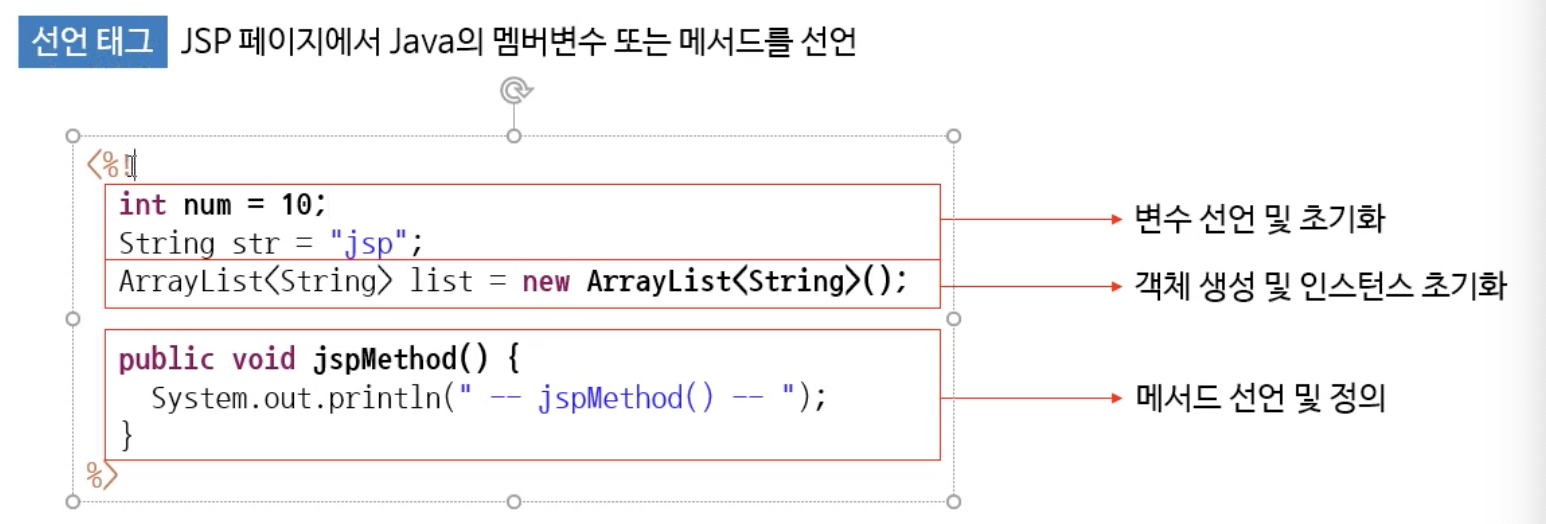 선언 태그 JSP 페이지에서 Java의 멤버변수 또는 메서드를 선언
<%!
int num = 10;
String str = "jsp";
변수 선언 및 초기화
ArrayList<String> list = new ArrayList<String>();
객체 생성 및 인스턴스 초기화
public void jspMethod() {
System.out.println(" -- jspMethod() -- ");
메서드 선언 및 정의
}
%>